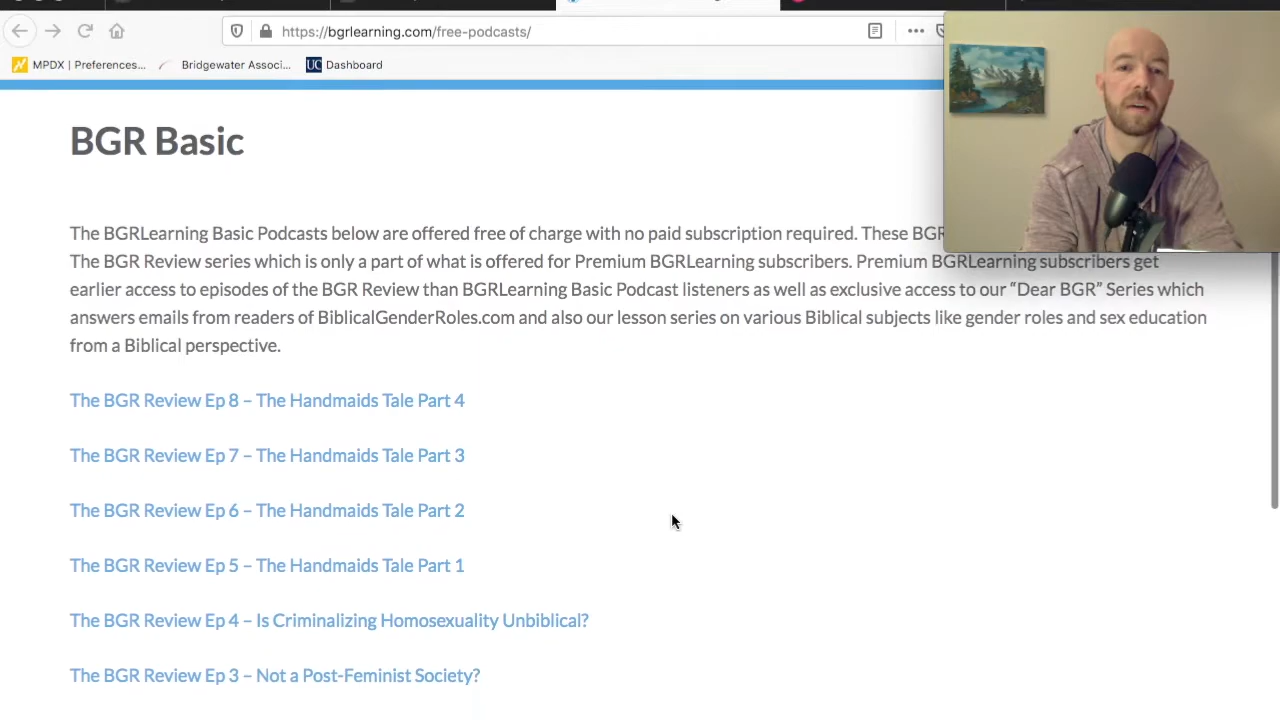 https://bgrlearning.com/free-podcasts/
MPDX | Preferences...
Bridgewater Associ...
UC Dashboard
BGR Basic
The BGRLearning Basic Podcasts below are offered free of charge with no paid subscription required. These BGR
The BGR Review series which is only a part of what is offered for Premium BGRLearning subscribers. Premium BGRLearning subscribers get
earlier access to episodes of the BGR Review than BGRLearning Basic Podcast listeners as well as exclusive access to our “Dear BGR” Series which
answers emails from readers of BiblicalGenderRoles.com and also our lesson series on various Biblical subjects like gender roles and sex education
from a Biblical perspective.
The BGR Review Ep 8 – The Handmaids Tale Part 4
The BGR Review Ep 7 – The Handmaids Tale Part 3
The BGR Review Ep 6 – The Handmaids Tale Part 2
The BGR Review Ep 5 – The Handmaids Tale Part 1
The BGR Review Ep 4 – Is Criminalizing Homosexuality Unbiblical?
The BGR Review Ep 3 – Not a Post-Feminist Society?